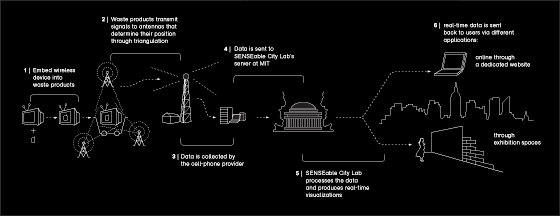 1 | Embed wireless
device into
waste products
2 | Waste products transmit
signals to antennas that
determine their position
through triangulation
3 | Data is collected by
the cell-phone provider
4 | Data is sent to
SENSEable City Lab's
server at MIT
5 | SENSEable City Lab
processes the data
and produces real-time
visualizations
6 | real-time data is sent
back to users via different
applications:
online through
a dedicated website
through
exhibition spaces